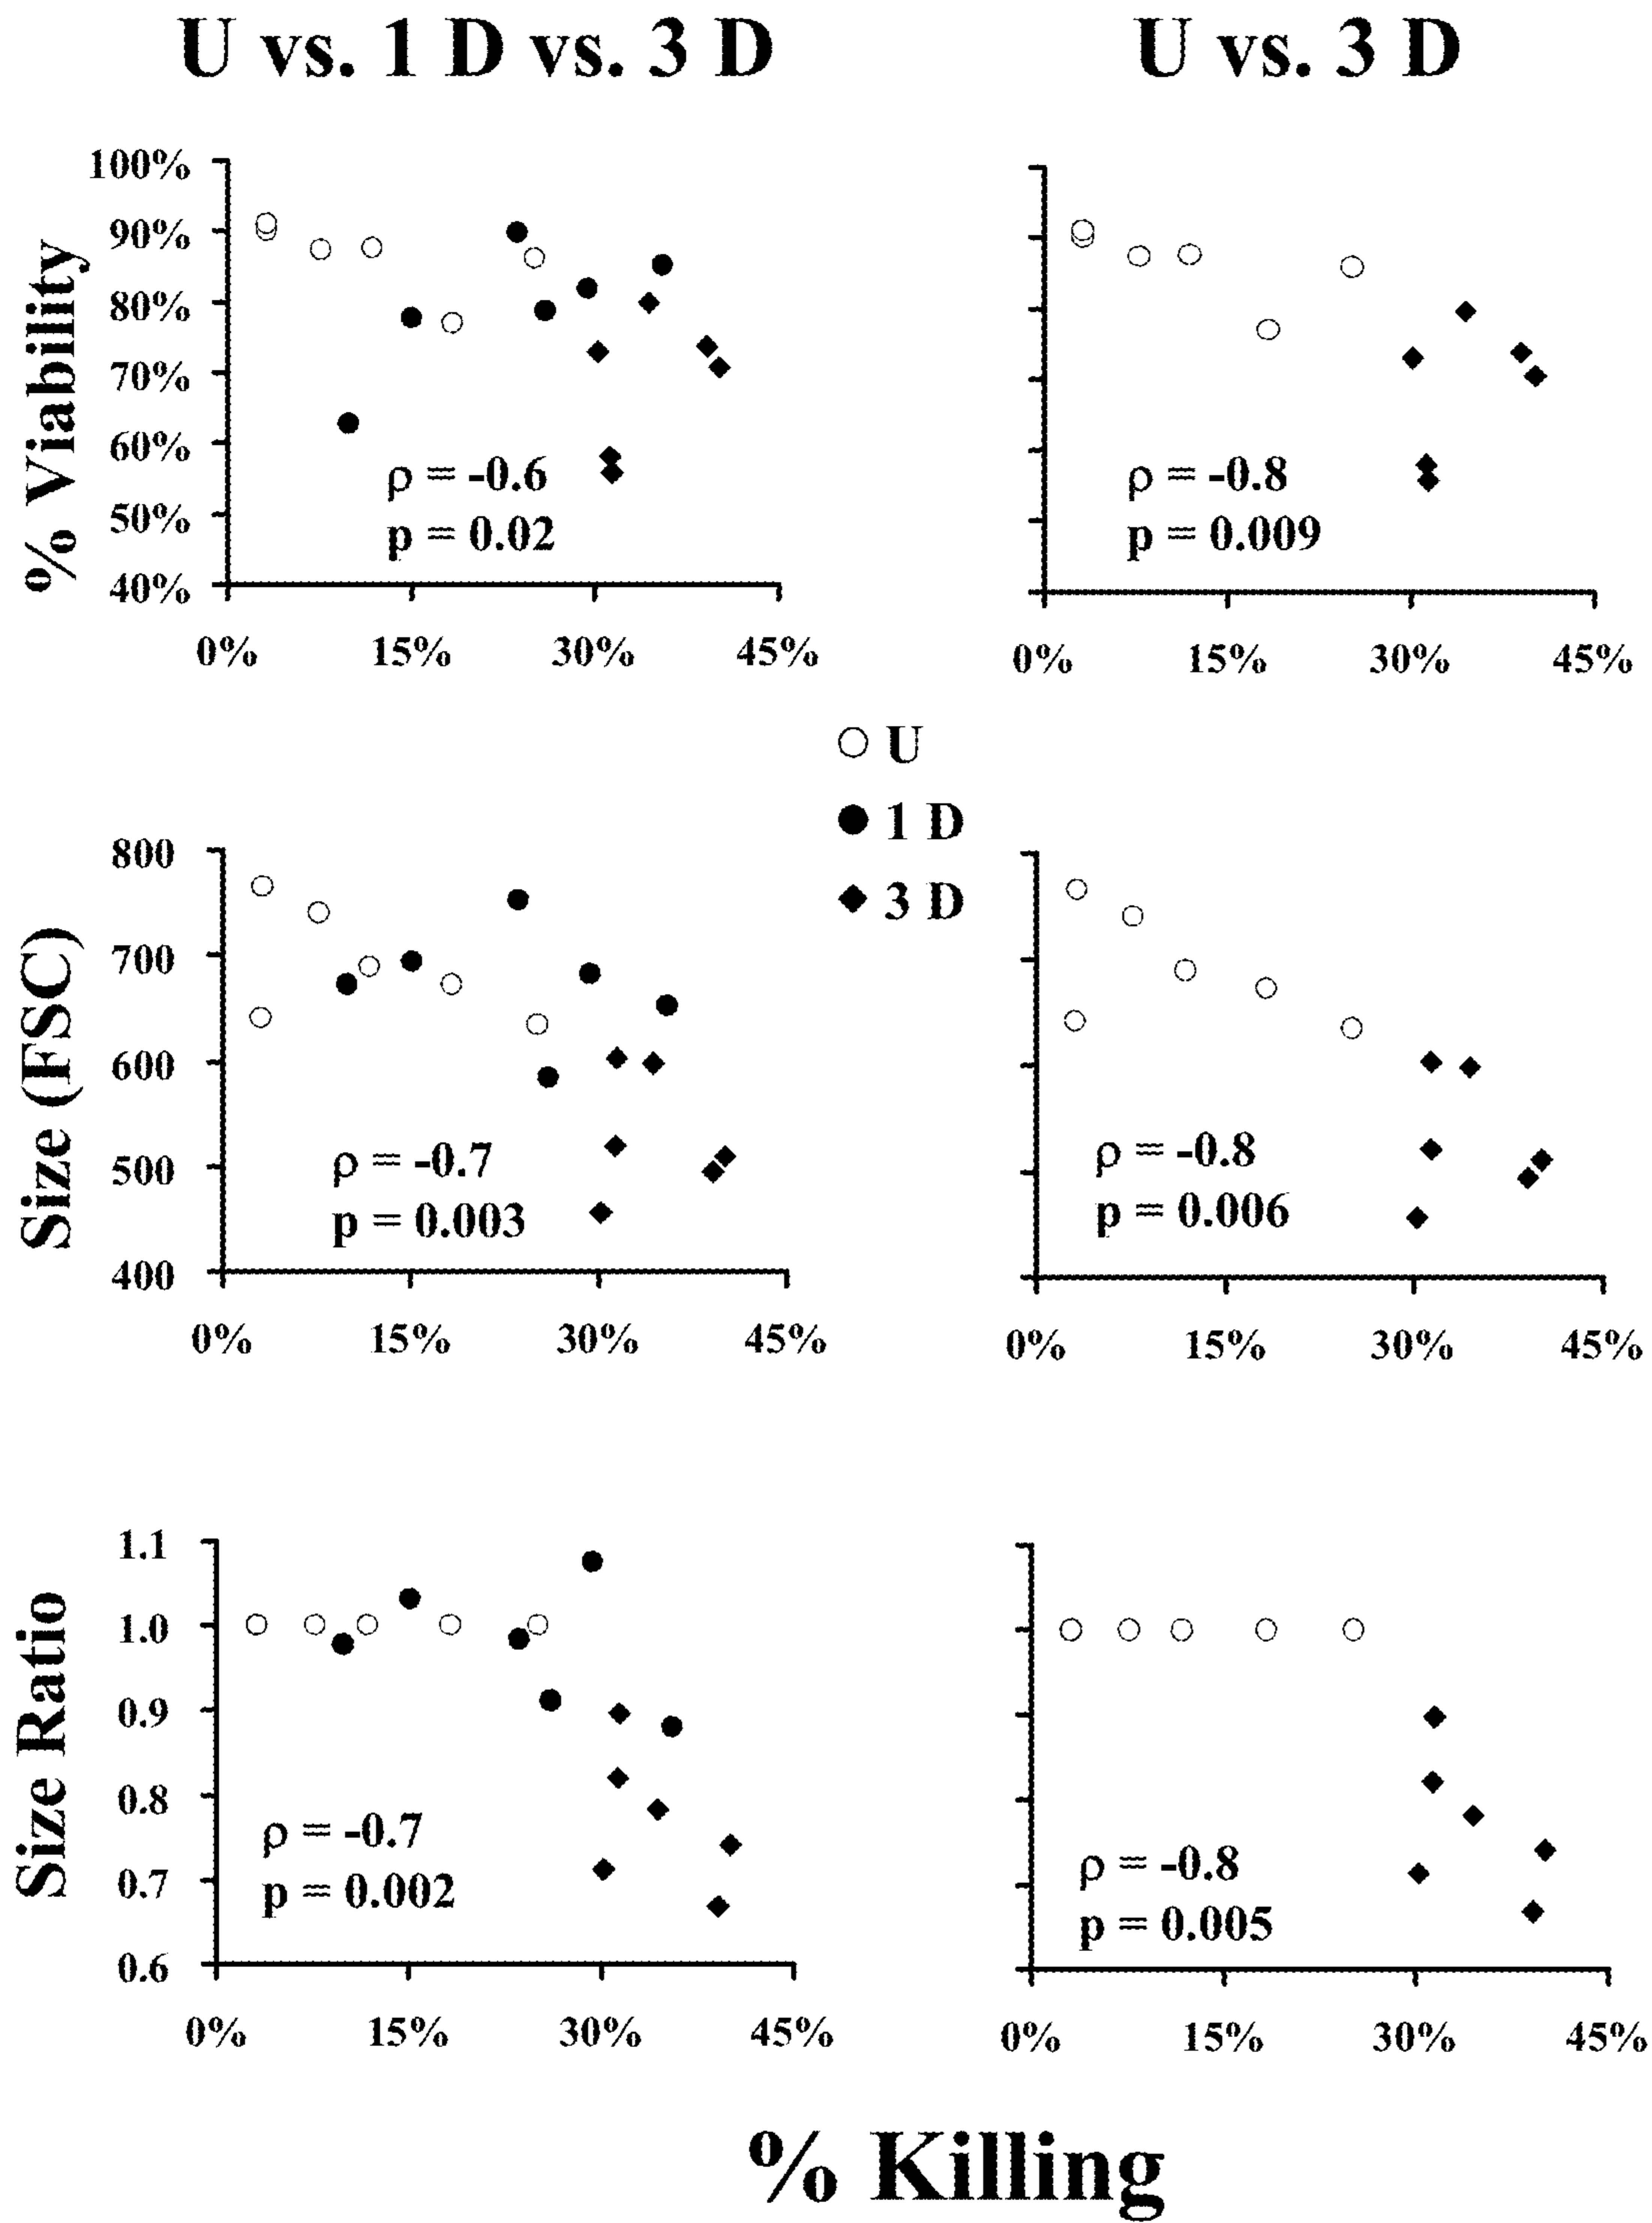 U vs. 1 D vs. 3 D
U vs. 3 D
% Viability
100%
90%
80%
70%
60%
50%
40%
ρ = -0.6
p = 0.02
0% 15% 30% 45%
ρ = -0.8
p = 0.009
0% 15% 30% 45%
U
1 D
3 D
Size (FSC)
800
700
600
500
400
ρ = -0.7
p = 0.003
0% 15% 30% 45%
ρ = -0.8
p = 0.006
0% 15% 30% 45%
Size Ratio
1.1
1.0
0.9
0.8
0.7
0.6
ρ = -0.7
p = 0.002
0% 15% 30% 45%
ρ = -0.8
p = 0.005
0% 15% 30% 45%
% Killing